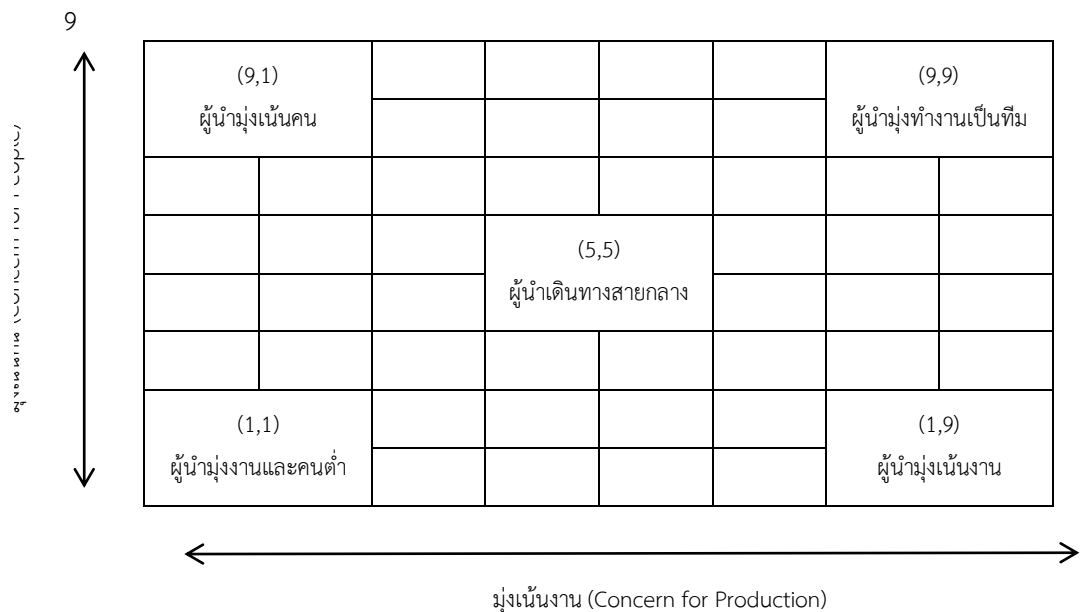 9
(9,1)
ผู้นำมุ่งเน้นคน
(9,9)
ผู้นำมุ่งทำงานเป็นทีม
(5,5)
ผู้นำเดินทางสายกลาง
(1,1)
ผู้นำมุ่งงานและคนต่ำ
(1,9)
ผู้นำมุ่งเน้นงาน
มุ่งเน้นงาน (Concern for Production)